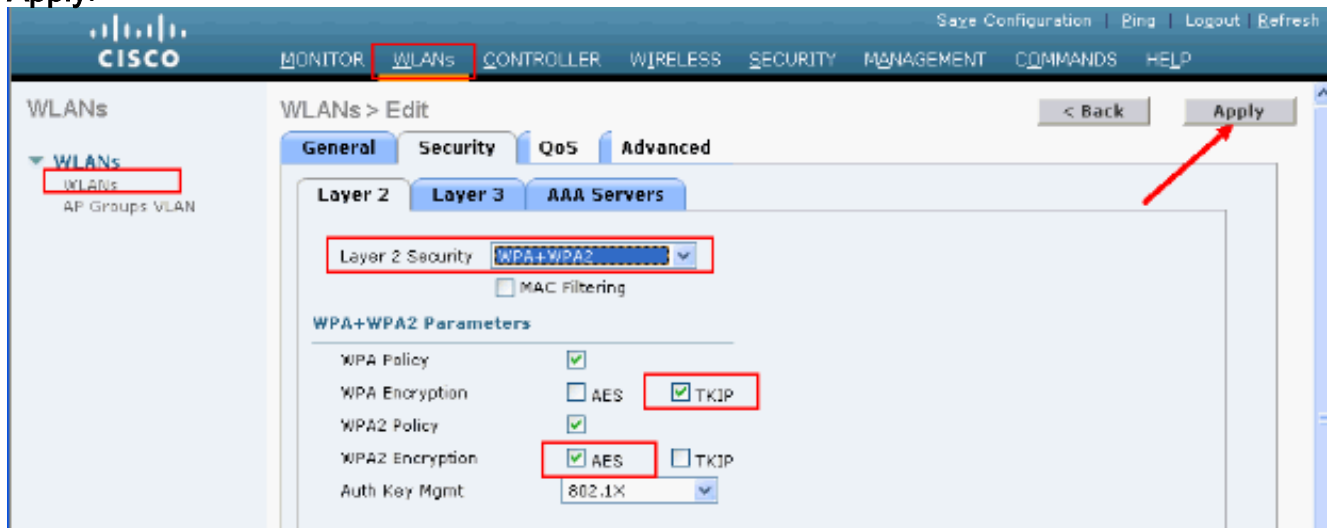 Apply.
Save Configuration | Ping | Logout | Refresh
CISCO
MONITOR WLANs CONTROLLER WIRELESS SECURITY MANAGEMENT COMMANDS HELP
WLANs
WLANs > Edit
< Back
Apply
General Security QoS Advanced
WLANs
WLANs
AP Groups VLAN
Layer 2 Layer 3 AAA Servers
Layer 2 Security WPA+WPA2
MAC Filtering
WPA+WPA2 Parameters
WPA Policy
WPA Encryption AES TKIP
WPA2 Policy
WPA2 Encryption AES TKIP
Auth Key Mgmt 802.1X